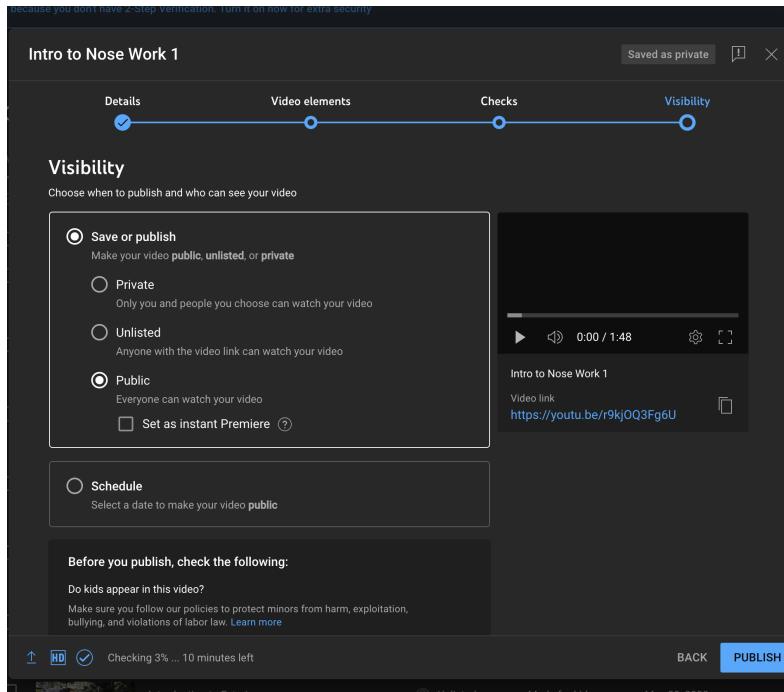 because you don't have 2-Step Verification. Turn it on now for extra security
Intro to Nose Work 1
Saved as private
Details
Video elements
Checks
Visibility
Visibility
Choose when to publish and who can see your video
Save or publish
Make your video public, unlisted, or private
Private
Only you and people you choose can watch your video
Unlisted
Anyone with the video link can watch your video
Public
Everyone can watch your video
Set as instant Premiere ?
0:00 / 1:48
Intro to Nose Work 1
Video link
https://youtu.be/r9kjOQ3Fg6U
Schedule
Select a date to make your video public
Before you publish, check the following:
Do kids appear in this video?
Make sure you follow our policies to protect minors from harm, exploitation,
bullying, and violations of labor law. Learn more
HD
Checking 3% ... 10 minutes left
BACK
PUBLISH